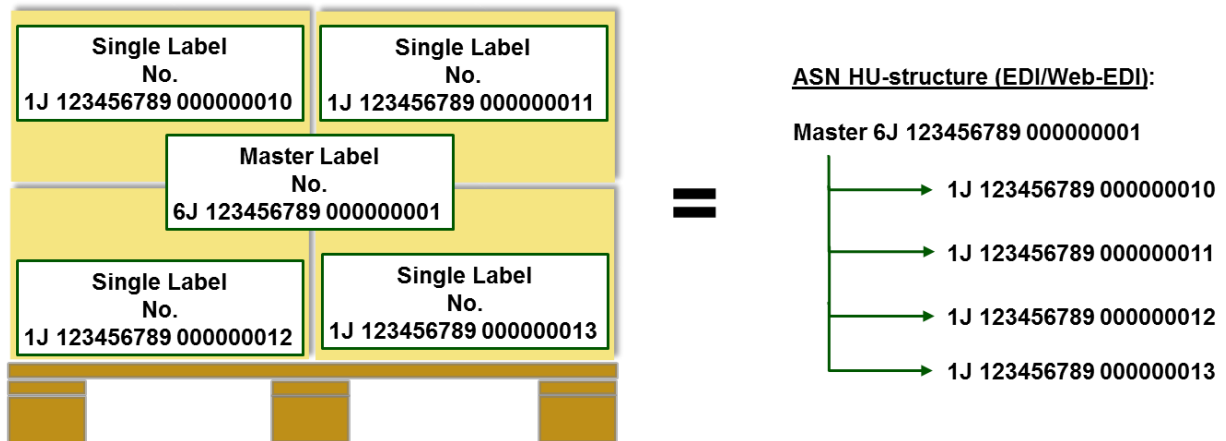 Single Label
No.
1J 123456789 000000010
Single Label
No.
1J 123456789 000000011
Master Label
No.
6J 123456789 000000001
Single Label
No.
1J 123456789 000000012
Single Label
No.
1J 123456789 000000013
=
ASN HU-structure (EDI/Web-EDI):
Master 6J 123456789 000000001
1J 123456789 000000010
1J 123456789 000000011
1J 123456789 000000012
1J 123456789 000000013